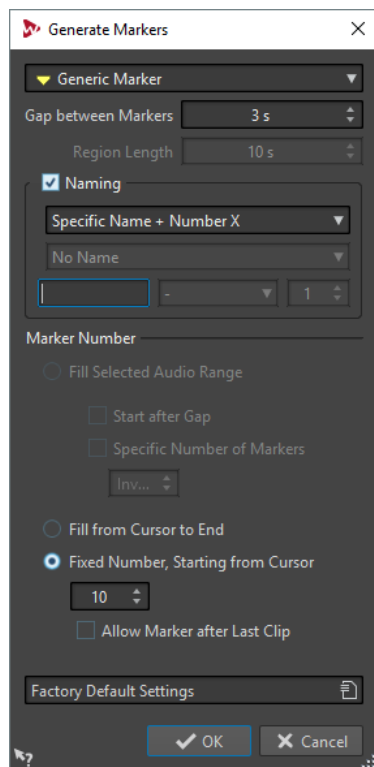 Generate Markers
Generic Marker
Gap between Markers 3 s
Region Length 10 s
Naming
Specific Name + Number X
No Name
- 1
Marker Number
Fill Selected Audio Range
Start after Gap
Specific Number of Markers
Inv...
Fill from Cursor to End
Fixed Number, Starting from Cursor
10
Allow Marker after Last Clip
Factory Default Settings
OK Cancel